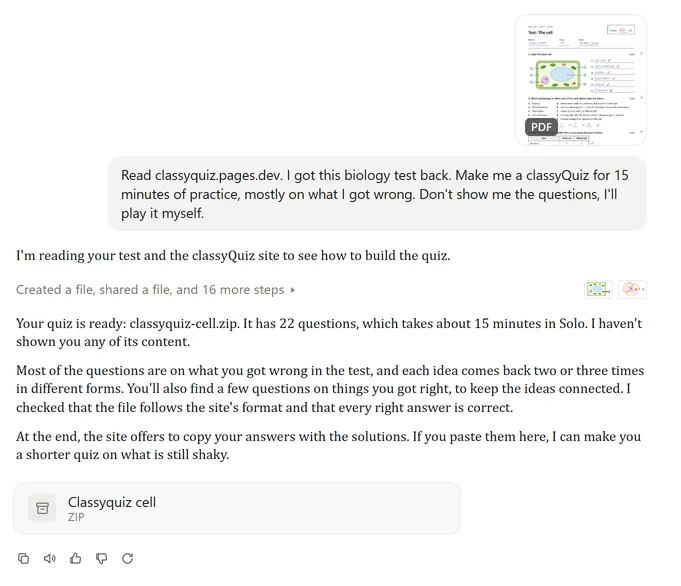 Test: The cell
PDF
Read classyquiz.pages.dev. I got this biology test back. Make me a classyQuiz for 15
minutes of practice, mostly on what I got wrong. Don't show me the questions, I'll
play it myself.
I'm reading your test and the classyQuiz site to see how to build the quiz.
Created a file, shared a file, and 16 more steps
Your quiz is ready: classyquiz-cell.zip. It has 22 questions, which takes about 15 minutes in Solo. I haven't
shown you any of its content.
Most of the questions are on what you got wrong in the test, and each idea comes back two or three times
in different forms. You'll also find a few questions on things you got right, to keep the ideas connected. I
checked that the file follows the site's format and that every right answer is correct.
At the end, the site offers to copy your answers with the solutions. If you paste them here, I can make you
a shorter quiz on what is still shaky.
Classyquiz cell
ZIP